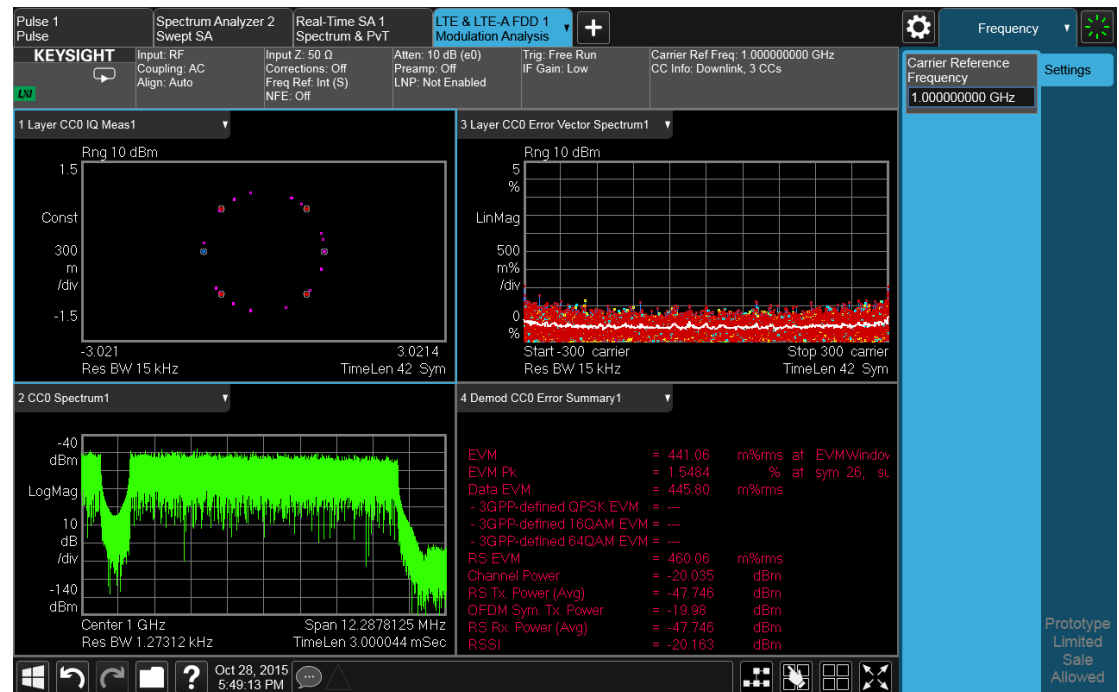 Pulse 1
Pulse
Spectrum Analyzer 2
Swept SA
Real-Time SA 1
Spectrum & PvT
LTE & LTE-A FDD 1
Modulation Analysis
Frequency
KEYSIGHT
LXI
Input: RF
Coupling: AC
Align: Auto
Input Z: 50 Ω
Corrections: Off
Freq Ref: Int (S)
NFE: Off
Atten: 10 dB (e0)
Preamp: Off
LNP: Not Enabled
Trig: Free Run
IF Gain: Low
Carrier Ref Freq: 1.000000000 GHz
CC Info: Downlink, 3 CCs
Carrier Reference
Frequency
1.000000000 GHz
Settings
1 Layer CC0 IQ Meas1
Rng 10 dBm
1.5
Const
300
m
/div
-1.5
-3.021
3.0214
Res BW 15 kHz
TimeLen 42 Sym
3 Layer CC0 Error Vector Spectrum1
Rng 10 dBm
5
%
LinMag
500
m%
/div
0
%
Start -300 carrier
Stop 300 carrier
Res BW 15 kHz
TimeLen 42 Sym
2 CC0 Spectrum1
-40
dBm
LogMag
10
dB
/div
-140
dBm
Center 1 GHz
Span 12.2878125 MHz
Res BW 1.27312 kHz
TimeLen 3.000044 mSec
4 Demod CC0 Error Summary1
EVM = 441.06 m%rms at EVMWindow
EVM Pk = 1.5484 % at sym 26, su
Data EVM = 445.80 m%rms
- 3GPP-defined QPSK EVM = ---
- 3GPP-defined 16QAM EVM = ---
- 3GPP-defined 64QAM EVM = ---
RS EVM = 460.06 m%rms
Channel Power = -20.035 dBm
RS Tx. Power (Avg) = -47.746 dBm
OFDM Sym. Tx. Power = -19.98 dBm
RS Rx. Power (Avg) = -47.746 dBm
RSSI = -20.163 dBm
Prototype
Limited
Sale
Allowed
?
Oct 28, 2015
5:49:13 PM